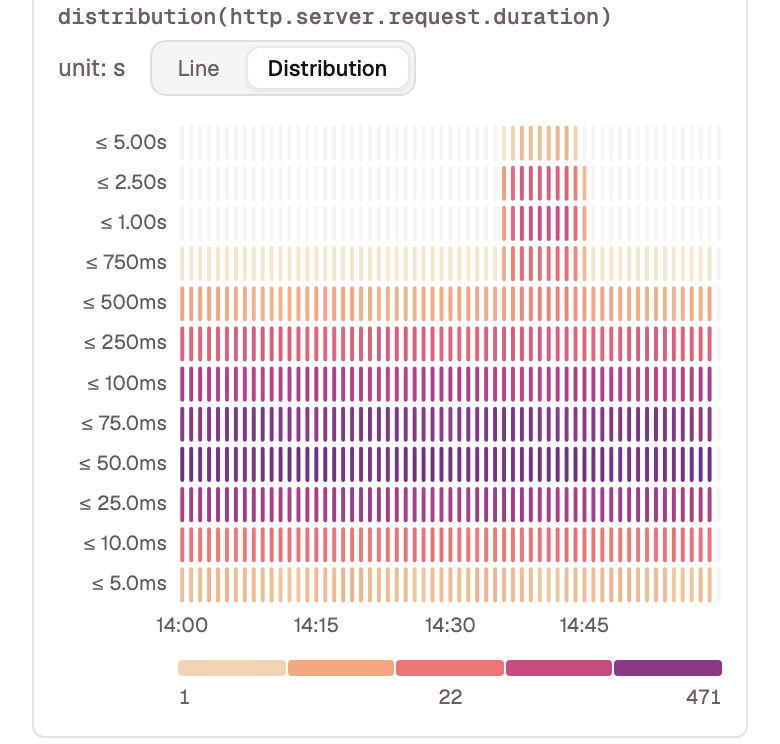 distribution(http.server.request.duration)
unit: s Line Distribution
≤ 5.00s
≤ 2.50s
≤ 1.00s
≤ 750ms
≤ 500ms
≤ 250ms
≤ 100ms
≤ 75.0ms
≤ 50.0ms
≤ 25.0ms
≤ 10.0ms
≤ 5.0ms
14:00 14:15 14:30 14:45
1 22 471